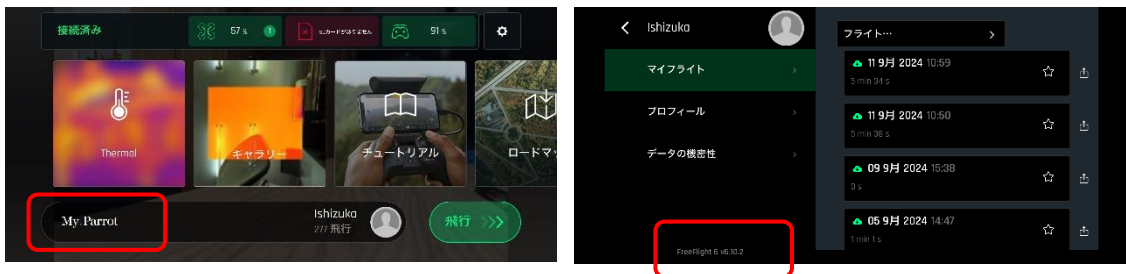 接続済み
57 %
1
SDカードがありません
91 %
Thermal
ギャラリー
チュートリアル
ロードマッ
My.Parrot
Ishizuka
277 飛行
飛行
Ishizuka
マイフライト
プロフィール
データの機密性
FreeFlight 6 v6.10.2
フライト…
11 9月 2024 10:59
5 min 34 s
11 9月 2024 10:50
5 min 36 s
09 9月 2024 15:38
0 s
05 9月 2024 14:47
1 min 1 s